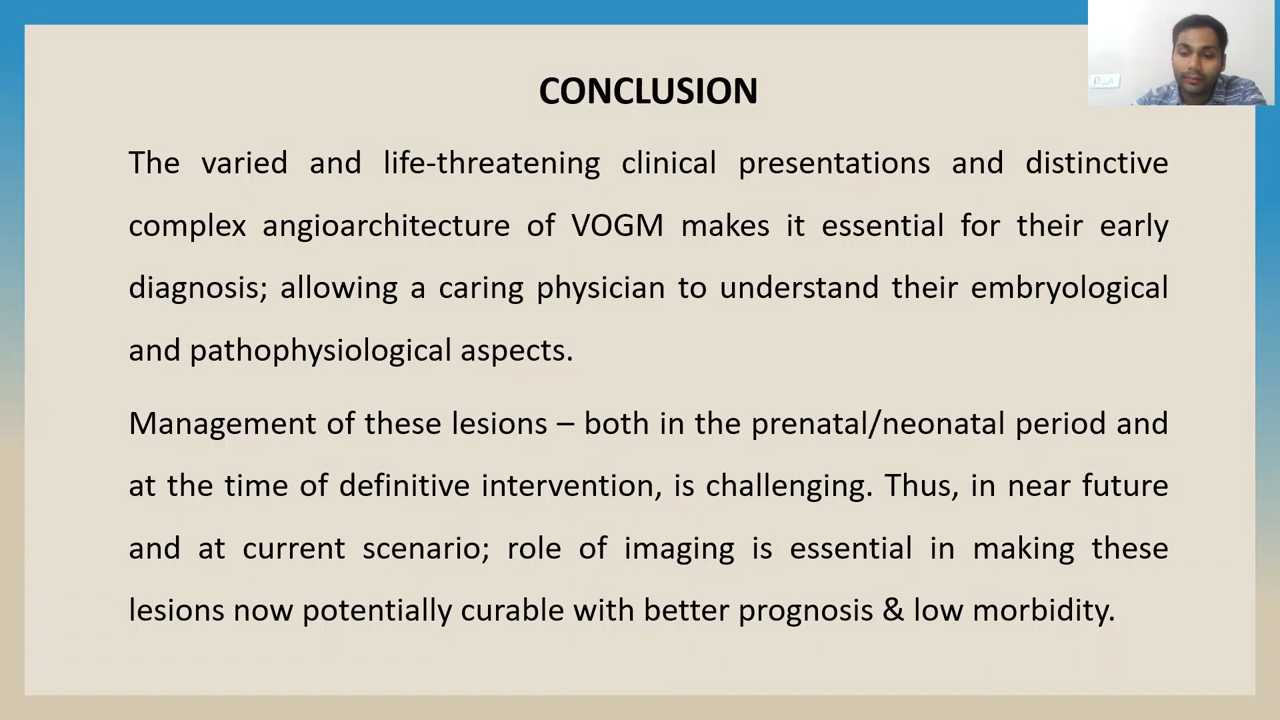 CONCLUSION
The varied and life-threatening clinical presentations and distinctive
complex angioarchitecture of VOGM makes it essential for their early
diagnosis; allowing a caring physician to understand their embryological
and pathophysiological aspects.
Management of these lesions – both in the prenatal/neonatal period and
at the time of definitive intervention, is challenging. Thus, in near future
and at current scenario; role of imaging is essential in making these
lesions now potentially curable with better prognosis & low morbidity.